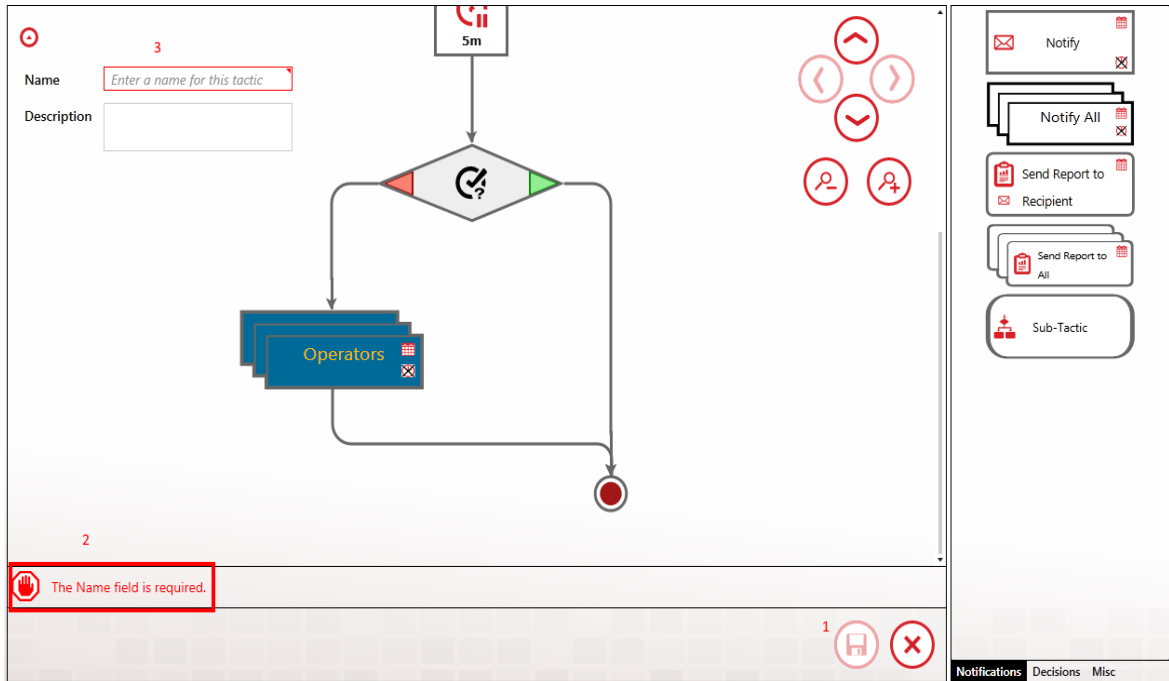 5m
3
Name
Enter a name for this tactic
Description
?
Operators
2
The Name field is required.
1
Notify
Notify All
Send Report to
Recipient
Send Report to
All
Sub-Tactic
Notifications Decisions Misc